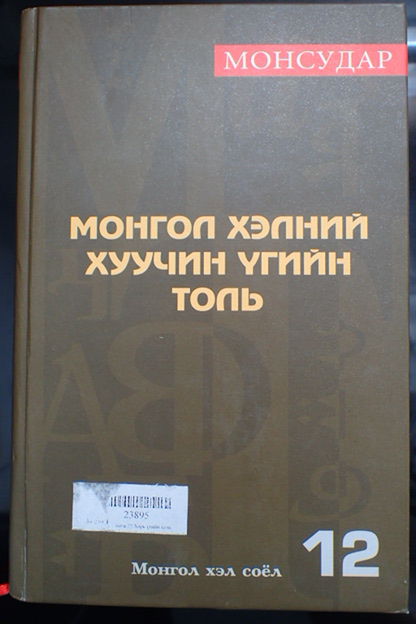 МОНСУДАР
МОНГОЛ ХЭЛНИЙ
ХУУЧИН ҮГИЙН
ТОЛЬ
23895
Монгол хэл соёл
12